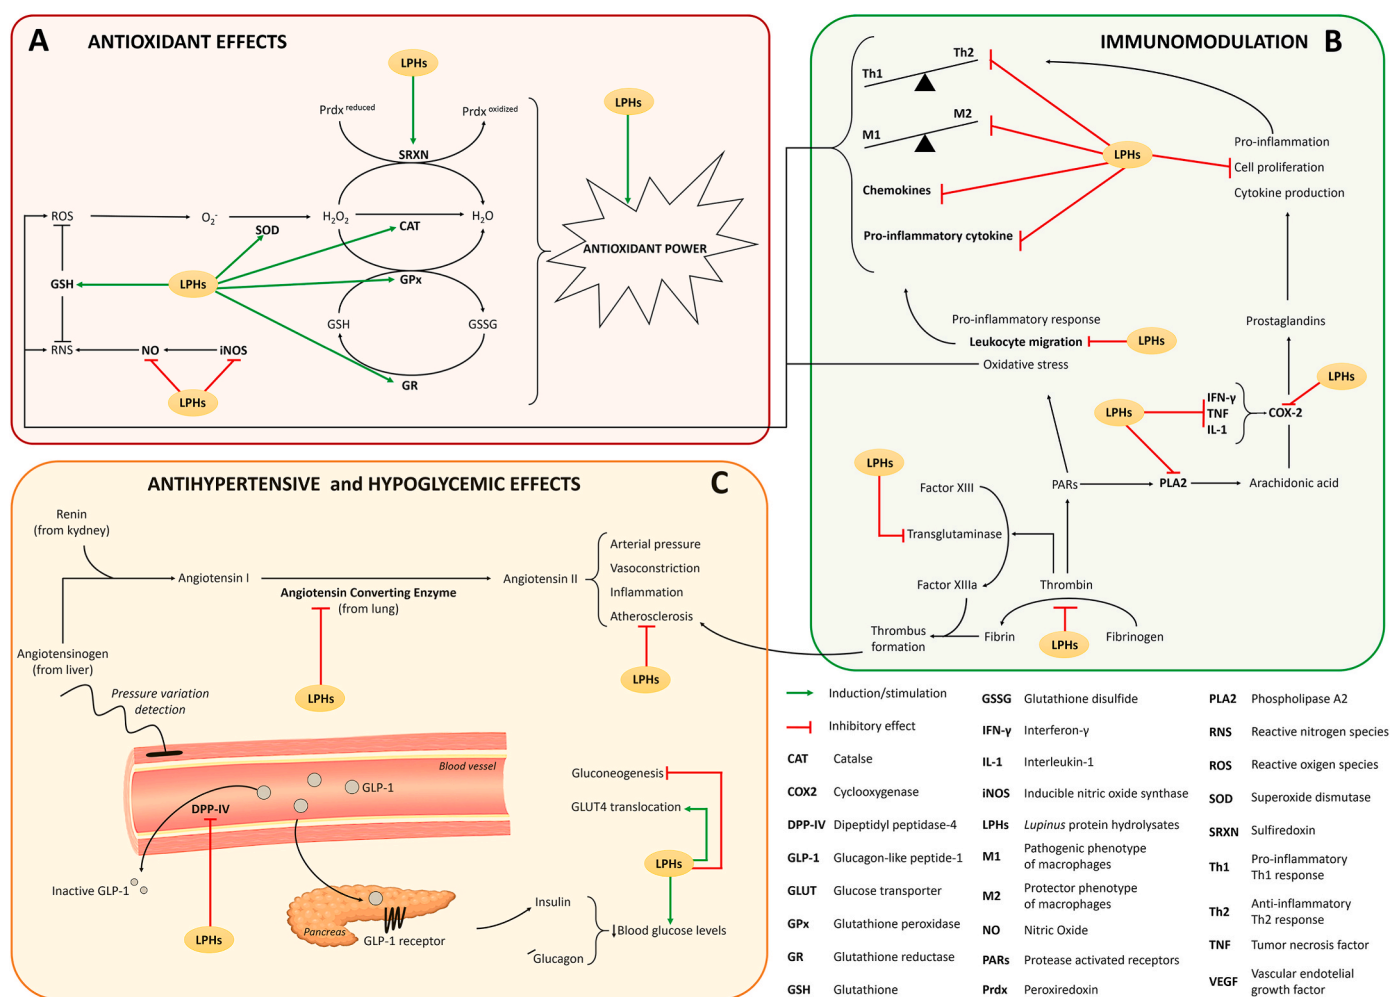 A
ANTIOXIDANT EFFECTS
LPHs
Prdx reduced
Prdx oxidized
LPHs
SRXN
ROS
O2-
H2O2
H2O
SOD
CAT
ANTIOXIDANT POWER
GSH
LPHs
GPx
GSH
GSSG
RNS
NO
iNOS
GR
LPHs
IMMUNOMODULATION B
Th2
Th1
M2
M1
LPHs
Pro-inflammation
Cell proliferation
Cytokine production
Chemokines
Pro-inflammatory cytokine
Pro-inflammatory response
Leukocyte migration
Oxidative stress
LPHs
Prostaglandins
LPHs
LPHs
IFN-γ
TNF
IL-1
COX-2
LPHs
Factor XIII
PARs
PLA2
Arachidonic acid
Transglutaminase
Factor XIIIa
Thrombin
Thrombus
formation
Fibrin
Fibrinogen
LPHs
ANTIHYPERTENSIVE and HYPOGLYCEMIC EFFECTS
C
Renin
(from kydney)
Angiotensin I
Angiotensin II
Angiotensin Converting Enzyme
(from lung)
Arterial pressure
Vasoconstriction
Inflammation
Atherosclerosis
Angiotensinogen
(from liver)
LPHs
LPHs
Pressure variation
detection
Blood vessel
GLP-1
DPP-IV
Inactive GLP-1
LPHs
Pancreas
GLP-1 receptor
Gluconeogenesis
GLUT4 translocation
LPHs
Insulin
Glucagon
Blood glucose levels
Induction/stimulation
Inhibitory effect
CAT Catalse
COX2 Cyclooxygenase
DPP-IV Dipeptidyl peptidase-4
GLP-1 Glucagon-like peptide-1
GLUT Glucose transporter
GPx Glutathione peroxidase
GR Glutathione reductase
GSH Glutathione
GSSG Glutathione disulfide
IFN-γ Interferon-γ
IL-1 Interleukin-1
iNOS Inducible nitric oxide synthase
LPHs Lupinus protein hydrolysates
M1 Pathogenic phenotype
of macrophages
M2 Protector phenotype
of macrophages
NO Nitric Oxide
PARs Protease activated receptors
Prdx Peroxiredoxin
PLA2 Phospholipase A2
RNS Reactive nitrogen species
ROS Reactive oxigen species
SOD Superoxide dismutase
SRXN Sulfiredoxin
Th1 Pro-inflammatory
Th1 response
Th2 Anti-inflammatory
Th2 response
TNF Tumor necrosis factor
VEGF Vascular endotelial
growth factor